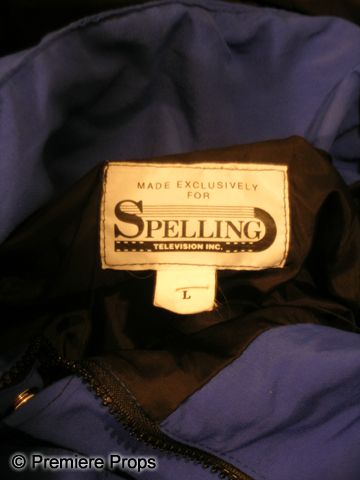 MADE EXCLUSIVELY
FOR
SPELLING
TELEVISION INC.
L
© Premiere Props